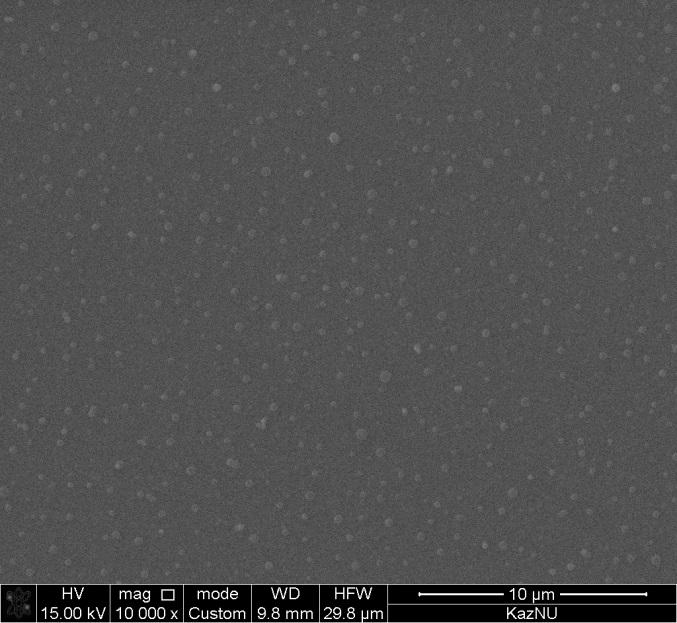 HV mag □ mode WD HFW 10 µm
15.00 kV 10 000 x Custom 9.8 mm 29.8 µm KazNU